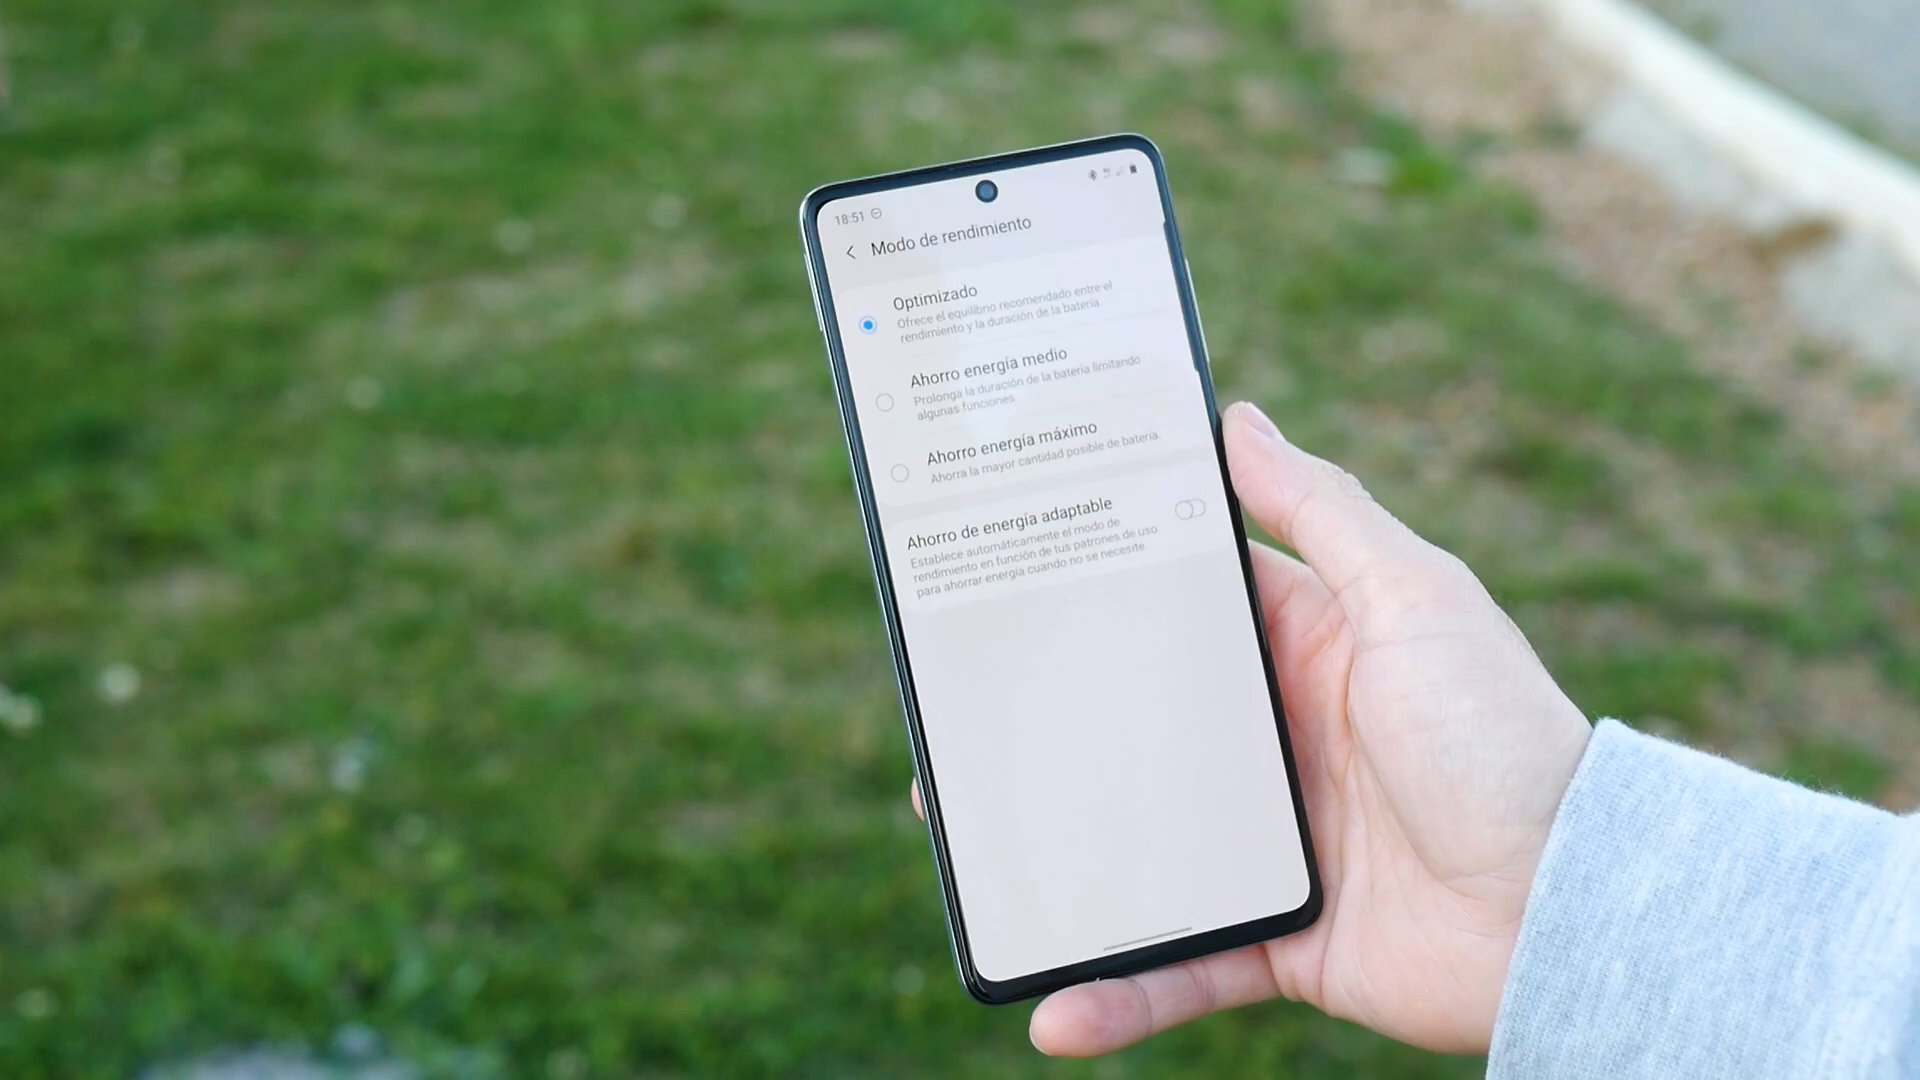 18:51
Modo de rendimiento
Optimizado
Ofrece el equilibrio recomendado entre el
rendimiento y la duración de la batería.
Ahorro energía medio
Prolonga la duración de la batería limitando
algunas funciones.
Ahorro energía máximo
Ahorra la mayor cantidad posible de batería.
Ahorro de energía adaptable
Establece automáticamente el modo de
rendimiento en función de tus patrones de uso
para ahorrar energía cuando no se necesite.